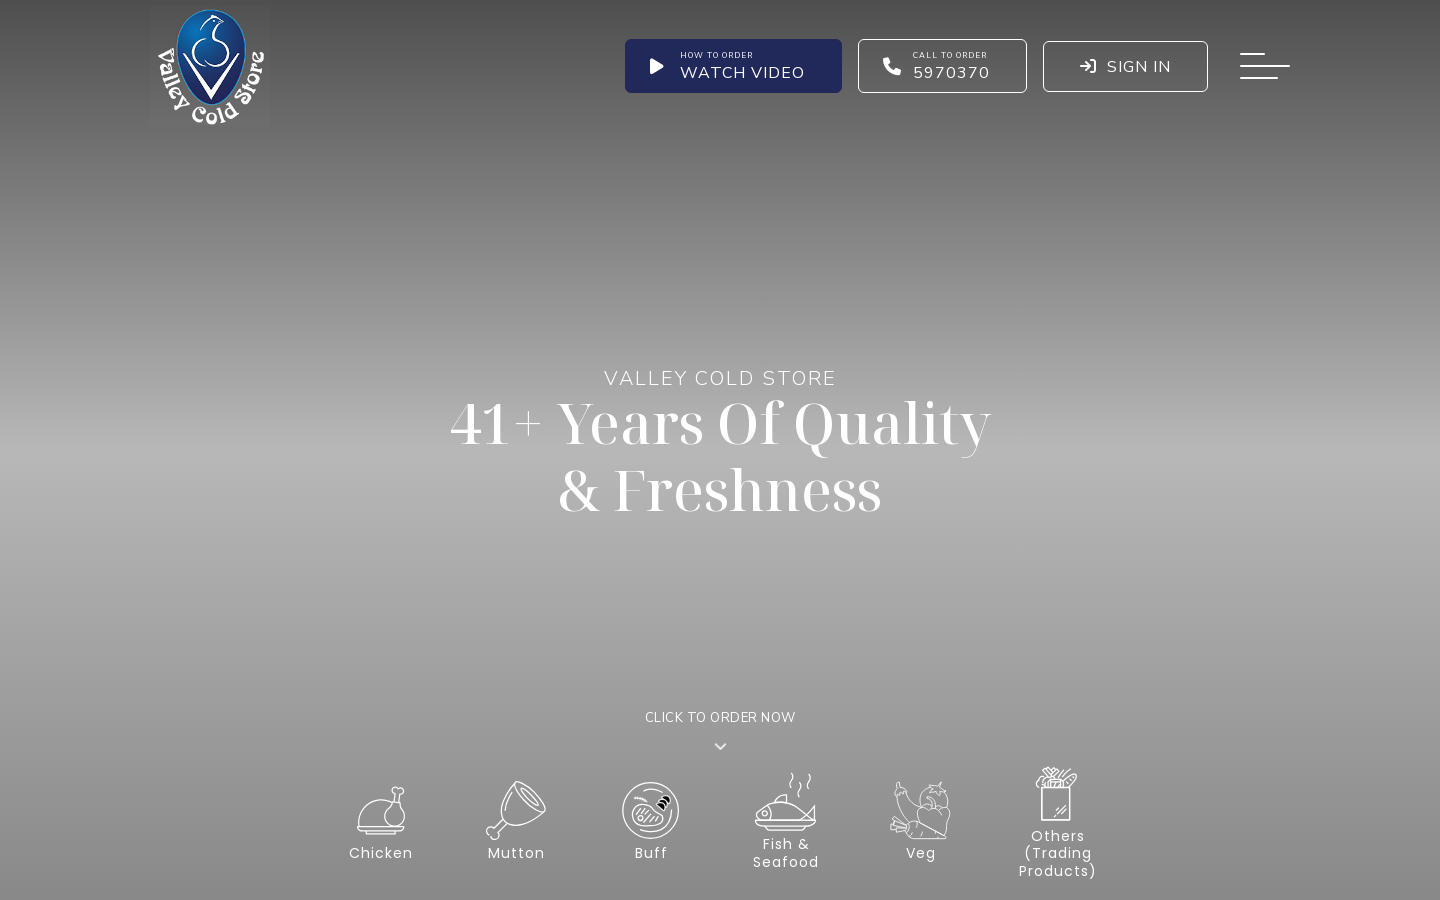 Valley Cold Store
HOW TO ORDER
WATCH VIDEO
CALL TO ORDER
5970370
SIGN IN
VALLEY COLD STORE
41+ Years Of Quality
& Freshness
CLICK TO ORDER NOW
Chicken
Mutton
Buff
Fish &
Seafood
Veg
Others
(Trading
Products)